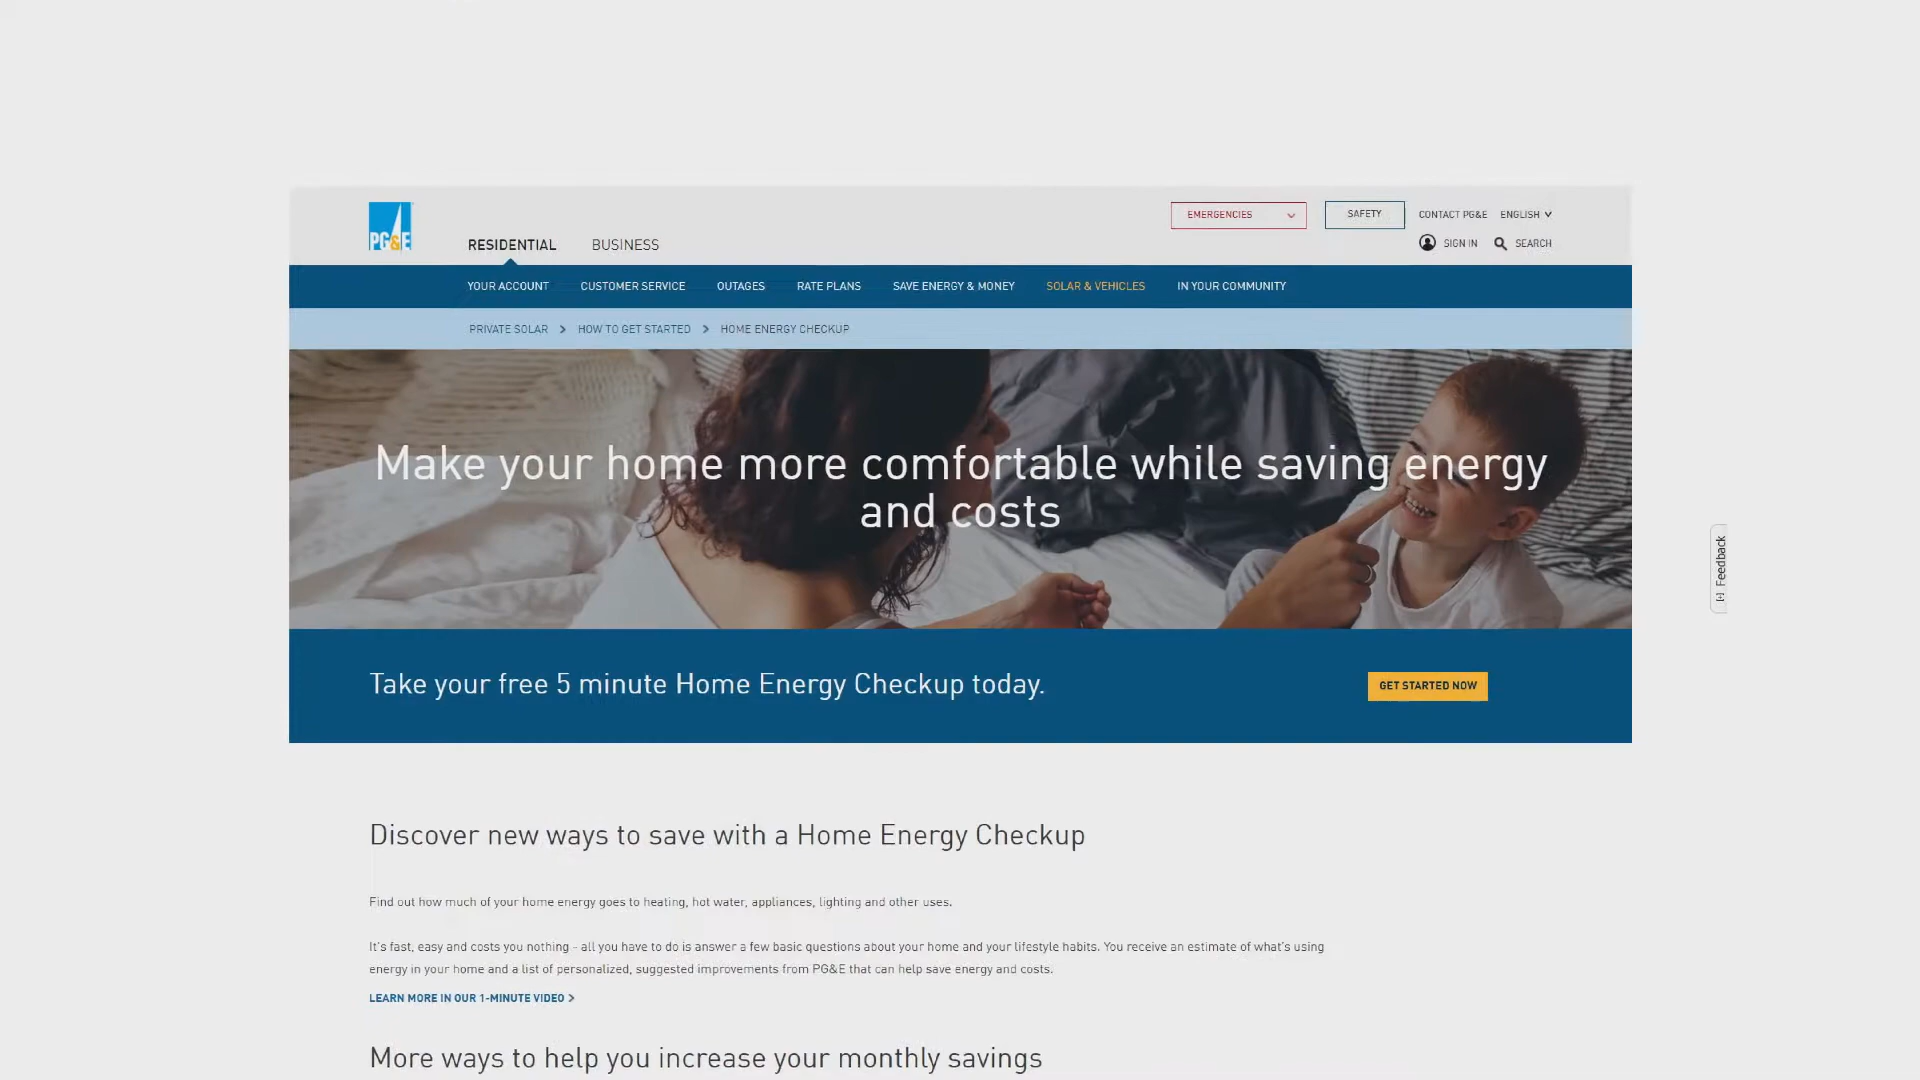 PG&E
EMERGENCIES
SAFETY
CONTACT PG&E
ENGLISH
RESIDENTIAL
BUSINESS
SIGN IN
SEARCH
YOUR ACCOUNT
CUSTOMER SERVICE
OUTAGES
RATE PLANS
SAVE ENERGY & MONEY
SOLAR & VEHICLES
IN YOUR COMMUNITY
PRIVATE SOLAR > HOW TO GET STARTED > HOME ENERGY CHECKUP
Make your home more comfortable while saving energy
and costs
[+] Feedback
Take your free 5 minute Home Energy Checkup today.
GET STARTED NOW
Discover new ways to save with a Home Energy Checkup
Find out how much of your home energy goes to heating, hot water, appliances, lighting and other uses.
It's fast, easy and costs you nothing - all you have to do is answer a few basic questions about your home and your lifestyle habits. You receive an estimate of what's using
energy in your home and a list of personalized, suggested improvements from PG&E that can help save energy and costs.
LEARN MORE IN OUR 1-MINUTE VIDEO >
More ways to help you increase your monthly savings